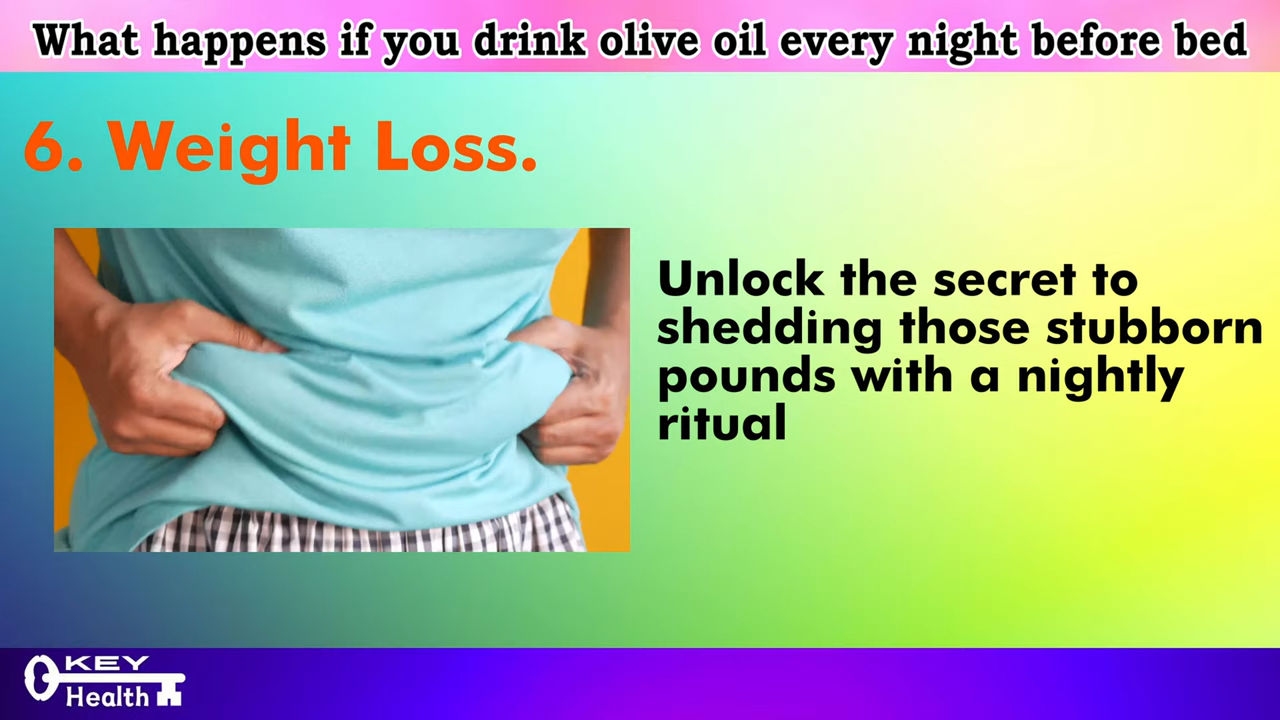 What happens if you drink olive oil every night before bed
6. Weight Loss.
Unlock the secret to
shedding those stubborn
pounds with a nightly
ritual
KEY
Health